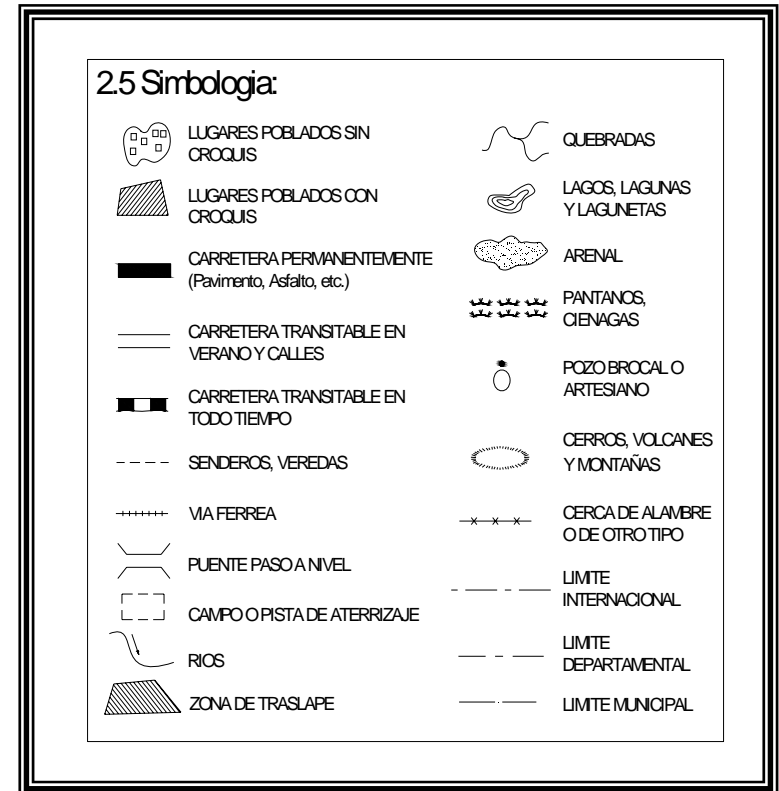 2.5 Simbologia:
LUGARES POBLADOS SIN
CROQUIS
LUGARES POBLADOS CON
CROQUIS
CARRETERA PERMANENTEMENTE
(Pavimento, Asfalto, etc.)
CARRETERA TRANSITABLE EN
VERANO Y CALLES
CARRETERA TRANSITABLE EN
TODO TIEMPO
SENDEROS, VEREDAS
VIA FERREA
PUENTE PASO A NIVEL
CAMPO O PISTA DE ATERRIZAJE
RIOS
ZONA DE TRASLAPE
QUEBRADAS
LAGOS, LAGUNAS
Y LAGUNETAS
ARENAL
PANTANOS,
CIENAGAS
POZO BROCAL O
ARTESIANO
CERROS, VOLCANES
Y MONTAÑAS
CERCA DE ALAMBRE
O DE OTRO TIPO
LIMITE
INTERNACIONAL
LIMITE
DEPARTAMENTAL
LIMITE MUNICIPAL